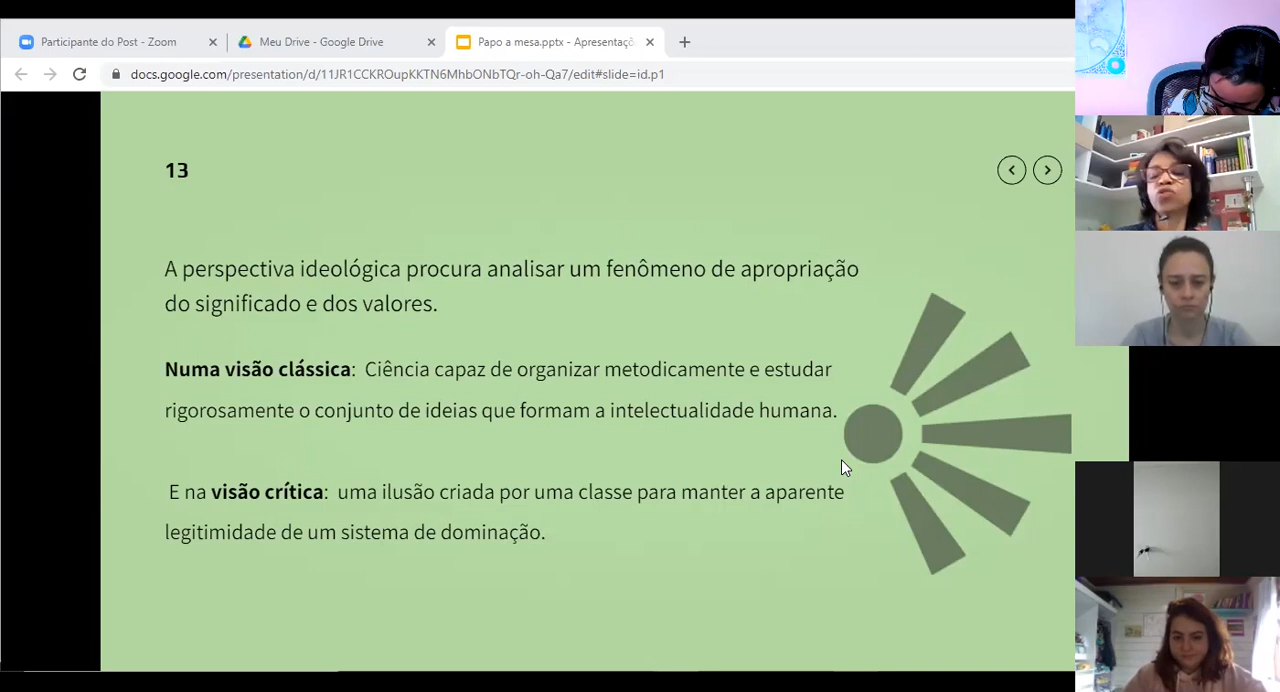 Participante do Post - Zoom
Meu Drive - Google Drive
Papo a mesa.pptx - Apresentaçõ
docs.google.com/presentation/d/11JR1CCKROupKKTN6MhbONbTQr-oh-Qa7/edit#slide=id.p1
13
A perspectiva ideológica procura analisar um fenômeno de apropriação
do significado e dos valores.
Numa visão clássica: Ciência capaz de organizar metodicamente e estudar
rigorosamente o conjunto de ideias que formam a intelectualidade humana.
E na visão crítica: uma ilusão criada por uma classe para manter a aparente
legitimidade de um sistema de dominação.